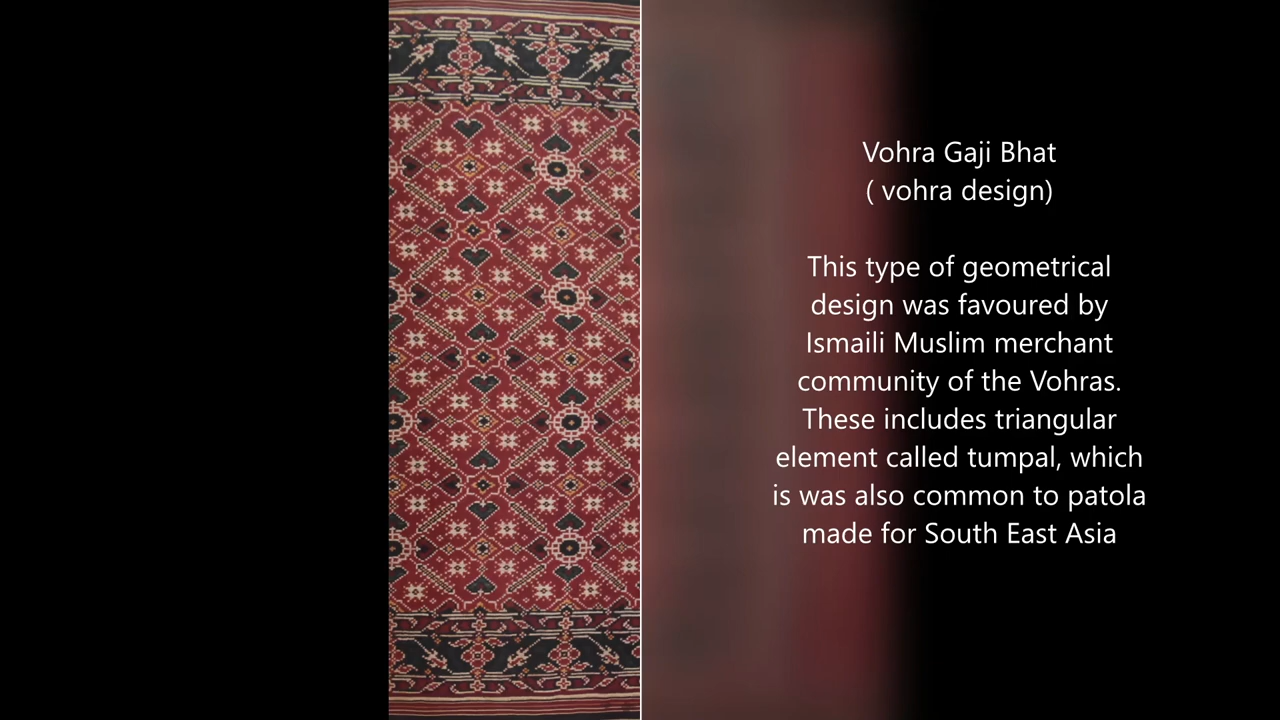 Vohra Gaji Bhat
( vohra design)
This type of geometrical
design was favoured by
Ismaili Muslim merchant
community of the Vohras.
These includes triangular
element called tumpal, which
is was also common to patola
made for South East Asia